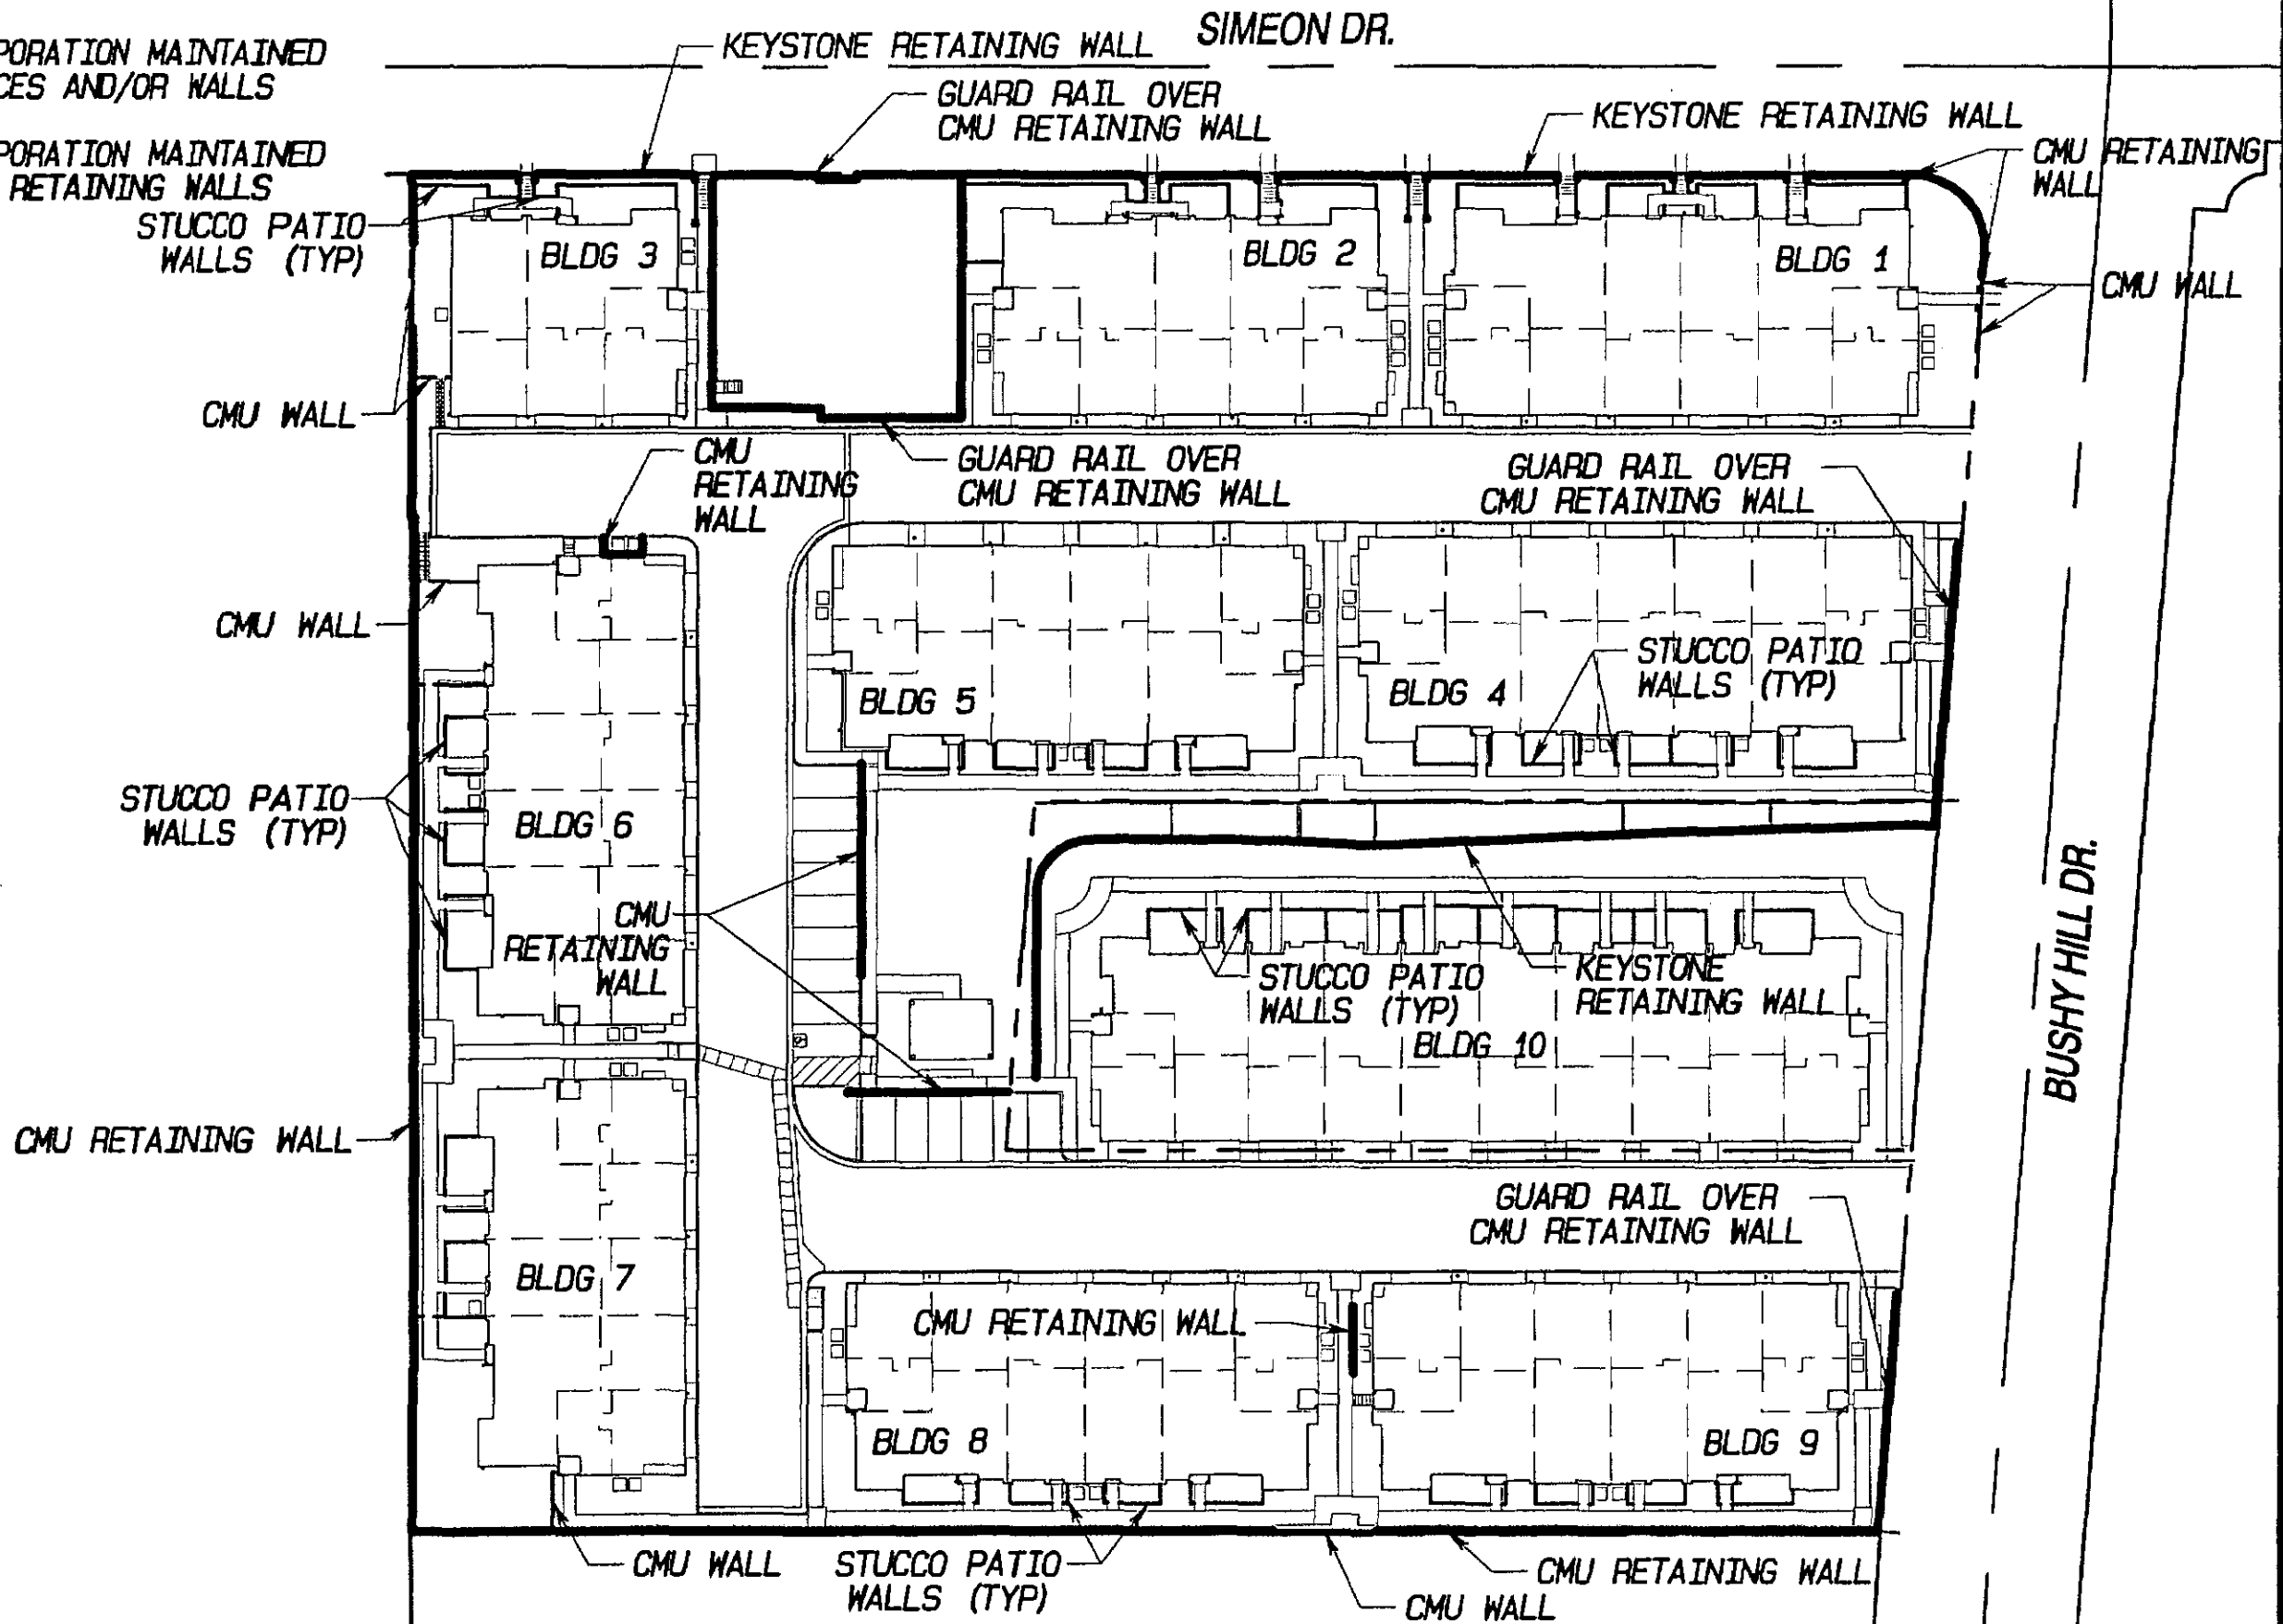 SIMEON DR.
PORATION MAINTAINED
CES AND/OR WALLS
KEYSTONE RETAINING WALL
GUARD RAIL OVER
CMU RETAINING WALL
KEYSTONE RETAINING WALL
CMU RETAINING
WALL
PORATION MAINTAINED
RETAINING WALLS
STUCCO PATIO
WALLS (TYP)
BLDG 3
BLDG 2
BLDG 1
CMU WALL
CMU WALL
CMU
RETAINING
WALL
GUARD RAIL OVER
CMU RETAINING WALL
GUARD RAIL OVER
CMU RETAINING WALL
CMU WALL
STUCCO PATIO
WALLS (TYP)
BLDG 5
BLDG 4
STUCCO PATIO
WALLS (TYP)
BLDG 6
BUSHY HILL DR.
CMU
RETAINING
WALL
STUCCO PATIO
WALLS (TYP)
KEYSTONE
RETAINING WALL
BLDG 10
CMU RETAINING WALL
GUARD RAIL OVER
CMU RETAINING WALL
BLDG 7
CMU RETAINING WALL
BLDG 8
BLDG 9
CMU WALL
STUCCO PATIO
WALLS (TYP)
CMU RETAINING WALL
CMU WALL